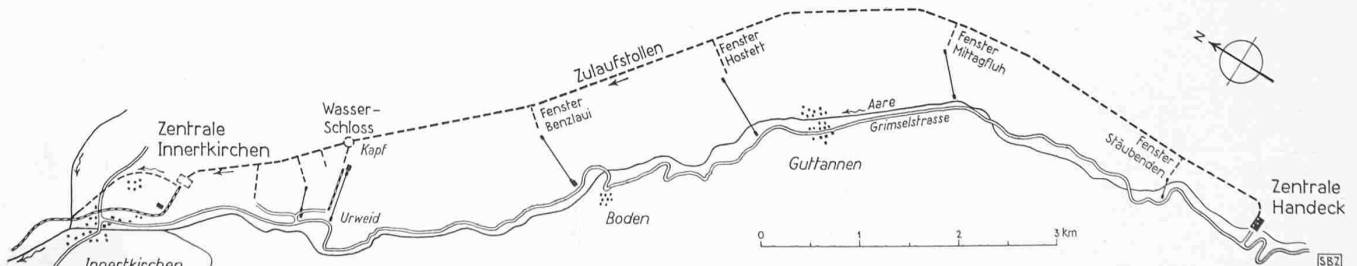 Zentrale
Innertkirchen
Wasser-
Schloss
Kapf
Urweid
Innertkirchen
Zulaufstollen
Fenster
Benzlaui
Boden
Fenster
Hostett
Guttannen
Aare
Grimselstrasse
Fenster
Mittagfluh
Fenster
Stäubenden
Zentrale
Handeck
N
0 1 2 3 km
SBZ